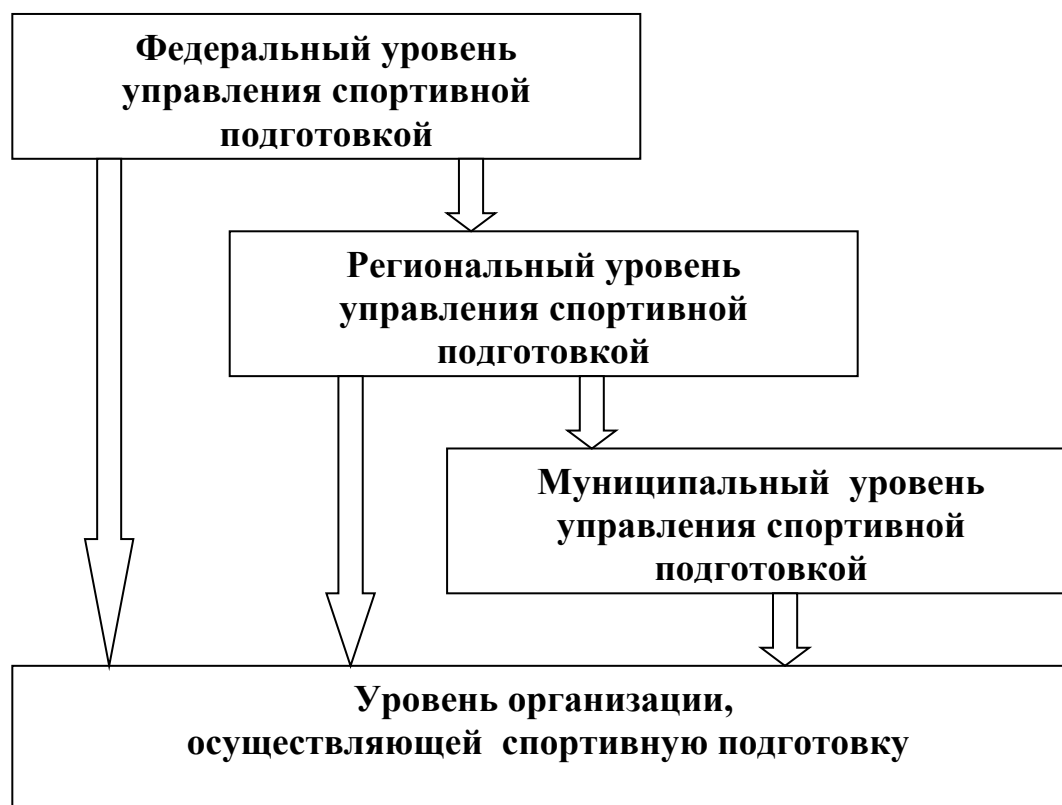 Федеральный уровень
управления спортивной
подготовкой
Региональный уровень
управления спортивной
подготовкой
Муниципальный уровень
управления спортивной
подготовкой
Уровень организации,
осуществляющей спортивную подготовку